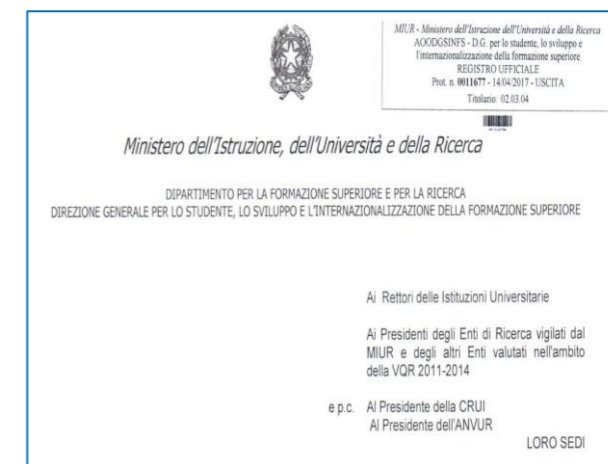 MIUR - Ministero dell'Istruzione dell'Università e della Ricerca
AOODGSINFS - D.G. per lo studente, lo sviluppo e
l'internazionalizzazione della formazione superiore
REGISTRO UFFICIALE
Prot. n. 0011677 - 14/04/2017 - USCITA
Titolario: 02.03.04
Ministero dell'Istruzione, dell'Università e della Ricerca
DIPARTIMENTO PER LA FORMAZIONE SUPERIORE E PER LA RICERCA
DIREZIONE GENERALE PER LO STUDENTE, LO SVILUPPO E L'INTERNAZIONALIZZAZIONE DELLA FORMAZIONE SUPERIORE
Ai Rettori delle Istituzioni Universitarie
Ai Presidenti degli Enti di Ricerca vigilati dal
MIUR e degli altri Enti valutati nell'ambito
della VQR 2011-2014
e p.c. Al Presidente della CRUI
Al Presidente dell'ANVUR
LORO SEDI